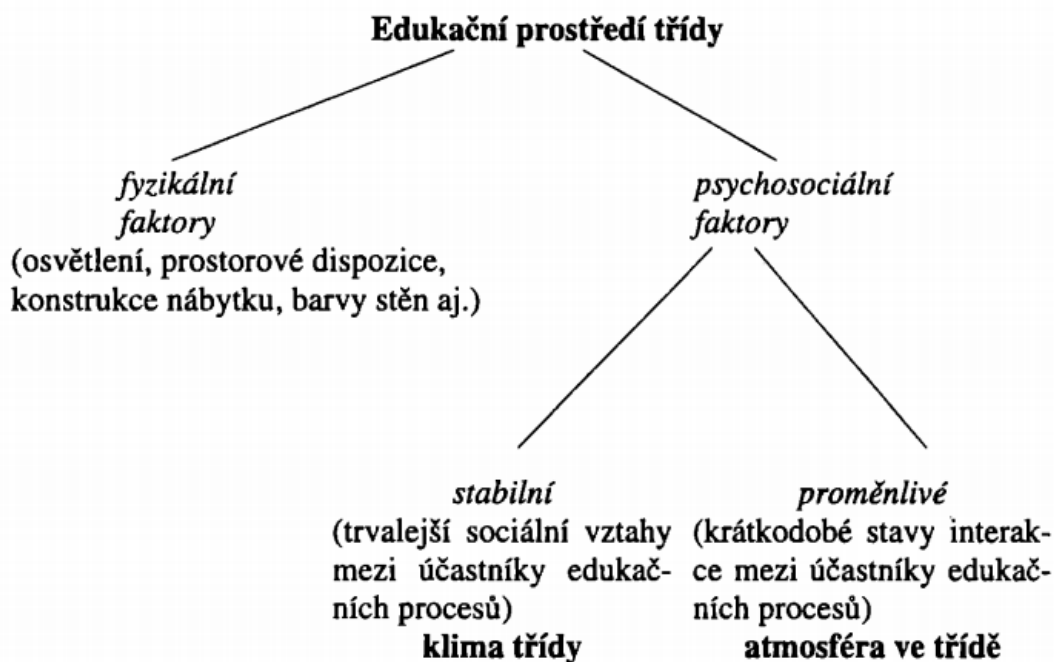 Edukační prostředí třídy
fyzikální
faktory
(osvětlení, prostorové dispozice,
konstrukce nábytku, barvy stěn aj.)
psychosociální
faktory
stabilní
(trvalejší sociální vztahy
mezi účastníky edukač-
ních procesů)
klima třídy
proměnlivé
(krátkodobé stavy interak-
ce mezi účastníky edukač-
ních procesů)
atmosféra ve třídě